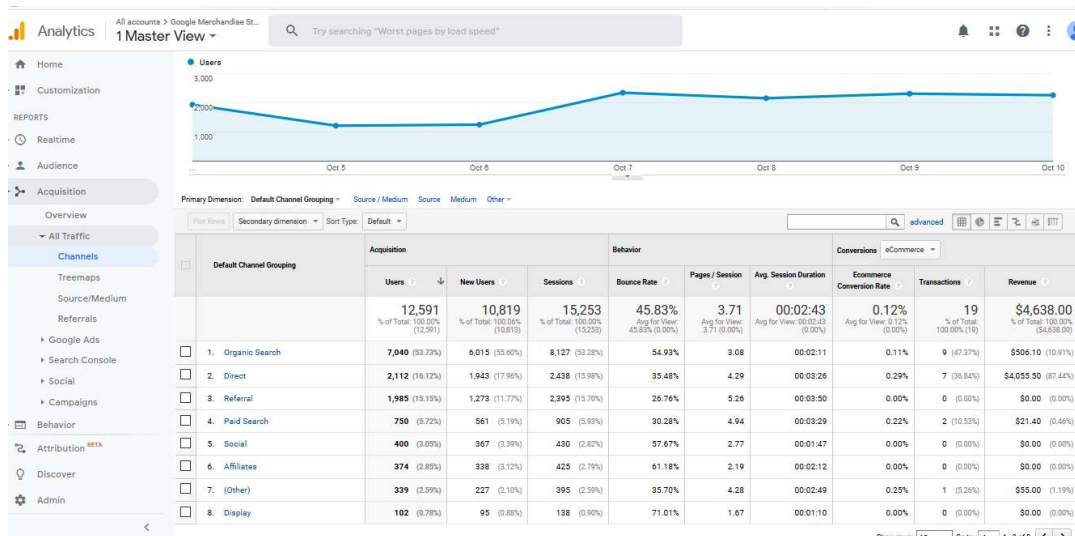 Analytics
All accounts > Google Merchandise St...
1 Master View
Try searching "Worst pages by load speed"
Home
Customization
REPORTS
Realtime
Audience
Acquisition
Overview
All Traffic
Channels
Treemaps
Source/Medium
Referrals
Google Ads
Search Console
Social
Campaigns
Behavior
Attribution BETA
Discover
Admin
Users
3,000
2,000
1,000
... Oct 5 Oct 6 Oct 7 Oct 8 Oct 9 Oct 10
Primary Dimension: Default Channel Grouping Source / Medium Source Medium Other
Plot Rows Secondary dimension Sort Type: Default advanced
Default Channel Grouping Acquisition Behavior Conversions eCommerce
Users New Users Sessions Bounce Rate Pages / Session Avg. Session Duration Ecommerce Conversion Rate Transactions Revenue
12,591 10,819 15,253 45.83% 3.71 00:02:43 0.12% 19 $4,638.00
% of Total: 100.00% (12,591) % of Total: 100.06% (10,813) % of Total: 100.00% (15,253) Avg for View: 45.83% (0.00%) Avg for View: 3.71 (0.00%) Avg for View: 00:02:43 (0.00%) Avg for View: 0.12% (0.00%) % of Total: 100.00% (19) % of Total: 100.00% ($4,638.00)
1. Organic Search 7,040 (53.73%) 6,015 (55.60%) 8,127 (53.28%) 54.93% 3.08 00:02:11 0.11% 9 (47.37%) $506.10 (10.91%)
2. Direct 2,112 (16.12%) 1,943 (17.96%) 2,438 (15.98%) 35.48% 4.29 00:03:26 0.29% 7 (36.84%) $4,055.50 (87.44%)
3. Referral 1,985 (15.15%) 1,273 (11.77%) 2,395 (15.70%) 26.76% 5.26 00:03:50 0.00% 0 (0.00%) $0.00 (0.00%)
4. Paid Search 750 (5.72%) 561 (5.19%) 905 (5.93%) 30.28% 4.94 00:03:29 0.22% 2 (10.53%) $21.40 (0.46%)
5. Social 400 (3.05%) 367 (3.39%) 430 (2.82%) 57.67% 2.77 00:01:47 0.00% 0 (0.00%) $0.00 (0.00%)
6. Affiliates 374 (2.85%) 338 (3.12%) 425 (2.79%) 61.18% 2.19 00:02:12 0.00% 0 (0.00%) $0.00 (0.00%)
7. (Other) 339 (2.59%) 227 (2.10%) 395 (2.59%) 35.70% 4.28 00:02:49 0.25% 1 (5.26%) $55.00 (1.19%)
8. Display 102 (0.78%) 95 (0.88%) 138 (0.90%) 71.01% 1.67 00:01:10 0.00% 0 (0.00%) $0.00 (0.00%)